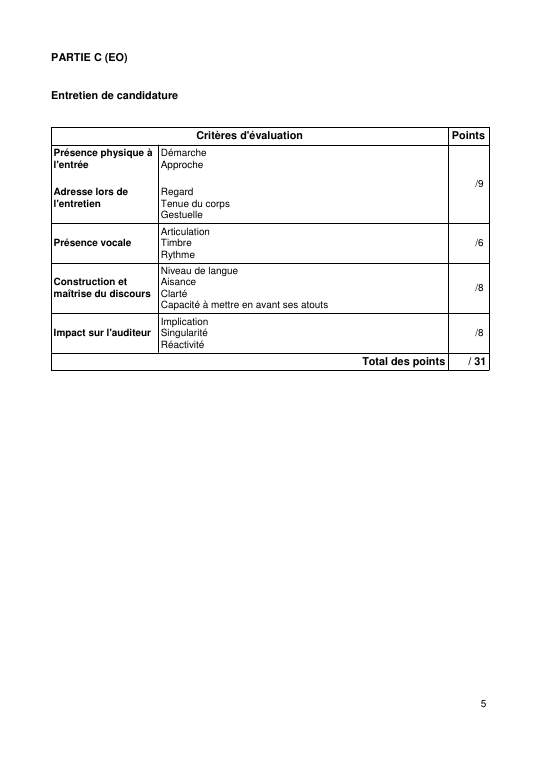 PARTIE C (EO)
Entretien de candidature
Critères d'évaluation Points
Présence physique à Démarche
l'entrée Approche
/9
Adresse lors de Regard
l'entretien Tenue du corps
Gestuelle
Articulation
Présence vocale Timbre /6
Rythme
Niveau de langue
Construction et Aisance
maîtrise du discours Clarté /8
Capacité à mettre en avant ses atouts
Implication
Impact sur l'auditeur Singularité /8
Réactivité
Total des points / 31
5